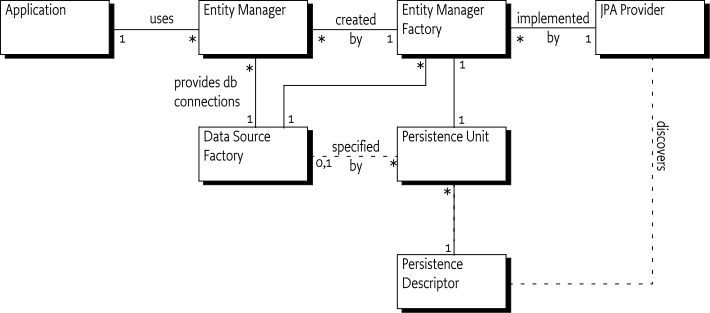 Application
uses
1
*
Entity Manager
*
created
by
1
Entity Manager
Factory
*
implemented
by
1
JPA Provider
*
provides db
connections
1
1
*
1
1
Data Source
Factory
0,1
specified
by
*
Persistence Unit
discovers
*
1
Persistence
Descriptor